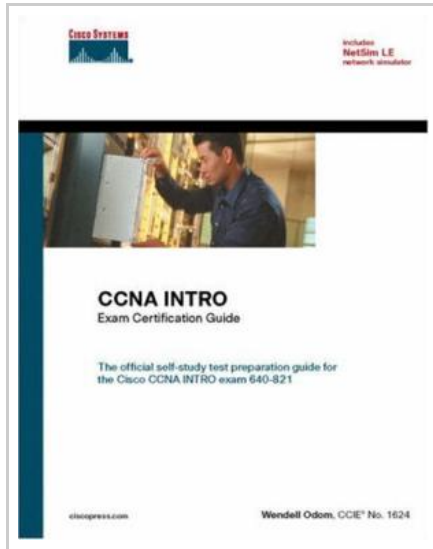 CISCO SYSTEMS
includes
NetSim LE
network simulator
CCNA INTRO
Exam Certification Guide
The official self-study test preparation guide for
the Cisco CCNA INTRO exam 640-821
ciscopress.com
Wendell Odom, CCIE® No. 1624